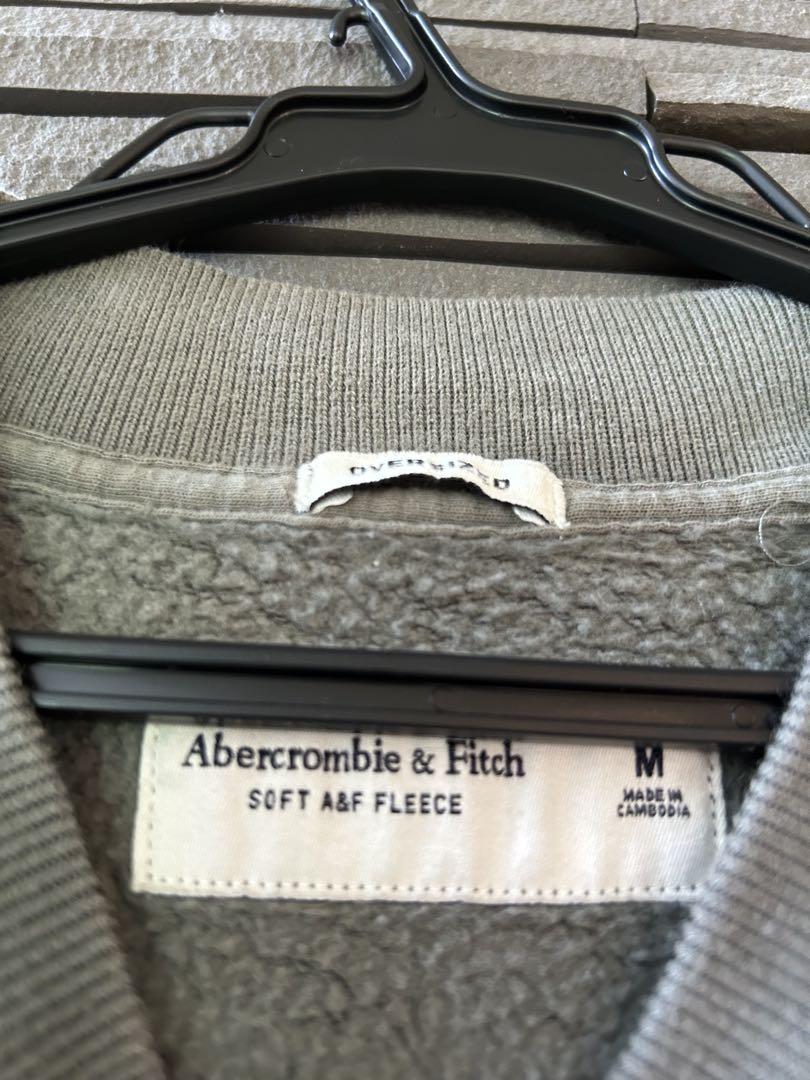 OVERSIZED
Abercrombie & Fitch
M
SOFT A&F FLEECE
MADE IN
CAMBODIA